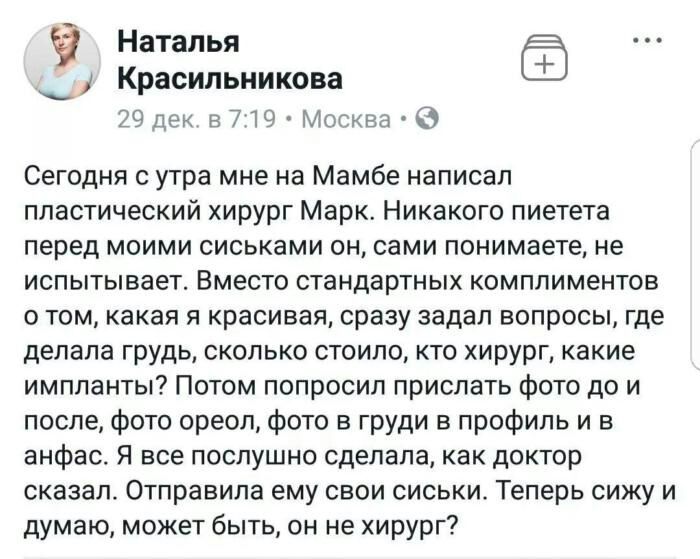 Наталья
Красильникова
29 дек. в 7:19 • Москва •
Сегодня с утра мне на Мамбе написал
пластический хирург Марк. Никакого пиетета
перед моими сиськами он, сами понимаете, не
испытывает. Вместо стандартных комплиментов
о том, какая я красивая, сразу задал вопросы, где
делала грудь, сколько стоило, кто хирург, какие
импланты? Потом попросил прислать фото до и
после, фото ореол, фото в груди в профиль и в
анфас. Я все послушно сделала, как доктор
сказал. Отправила ему свои сиськи. Теперь сижу и
думаю, может быть, он не хирург?